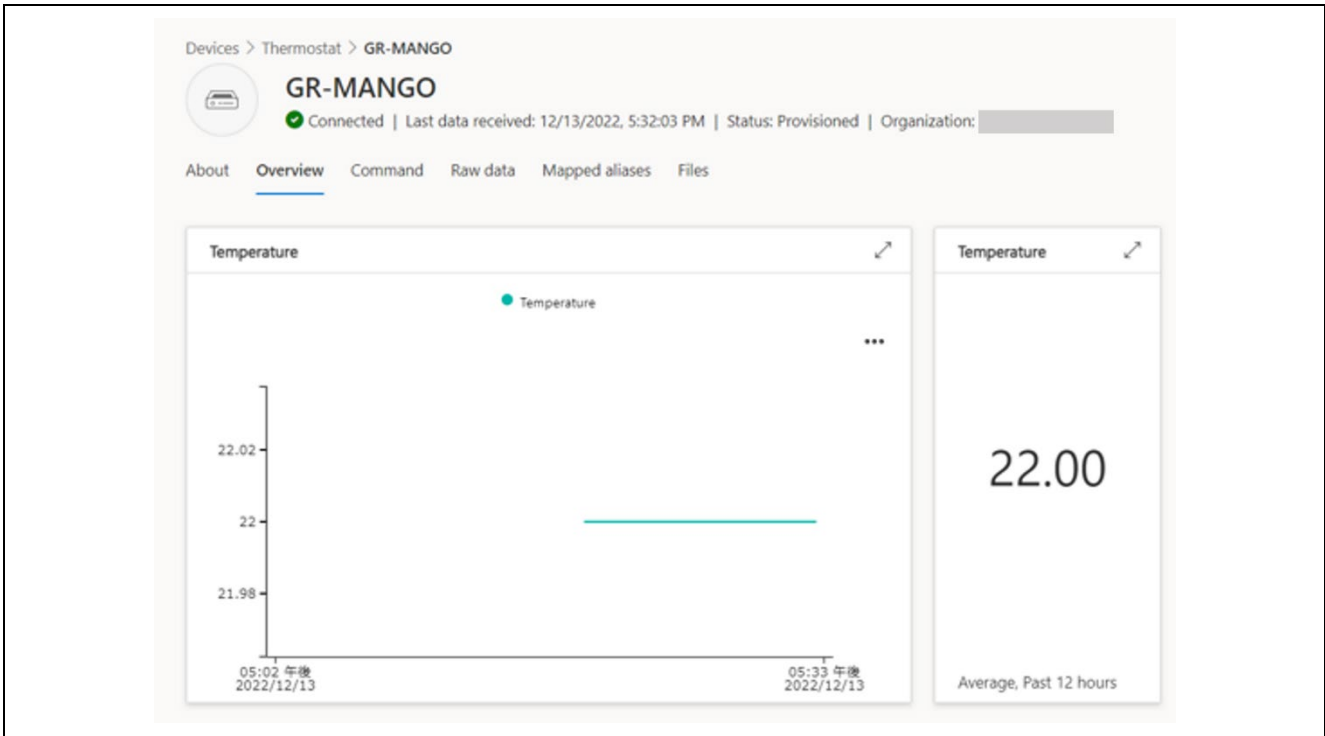 Devices > Thermostat > GR-MANGO
GR-MANGO
Connected | Last data received: 12/13/2022, 5:32:03 PM | Status: Provisioned | Organization:
About Overview Command Raw data Mapped aliases Files
Temperature
Temperature
22.02
22
21.98
05:02 午後
2022/12/13
05:33 午後
2022/12/13
Temperature
22.00
Average, Past 12 hours